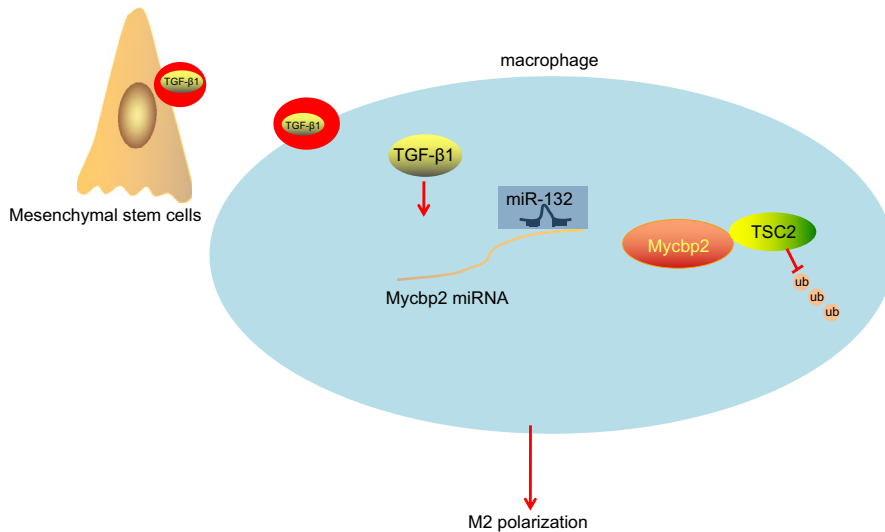 macrophage
TGF-β1
TGF-β1
TGF-β1
miR-132
Mesenchymal stem cells
Mycbp2
TSC2
Mycbp2 miRNA
ub
ub
ub
M2 polarization